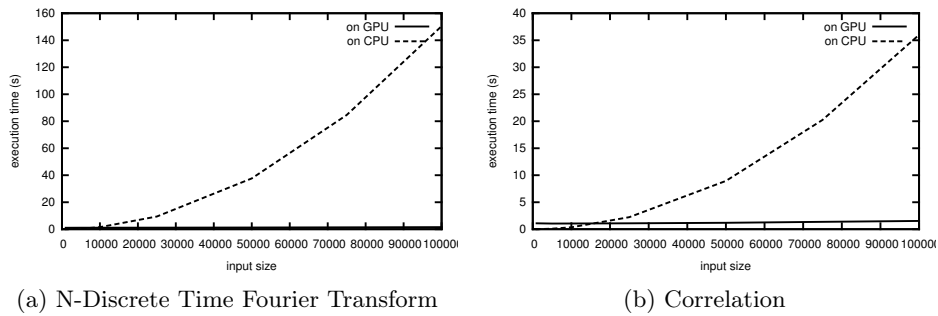 160
140
120
100
80
60
40
20
0
execution time (s)
on GPU
on CPU
0 10000 20000 30000 40000 50000 60000 70000 80000 90000 100000
input size
(a) N-Discrete Time Fourier Transform
40
35
30
25
20
15
10
5
0
execution time (s)
on GPU
on CPU
0 10000 20000 30000 40000 50000 60000 70000 80000 90000 100000
input size
(b) Correlation